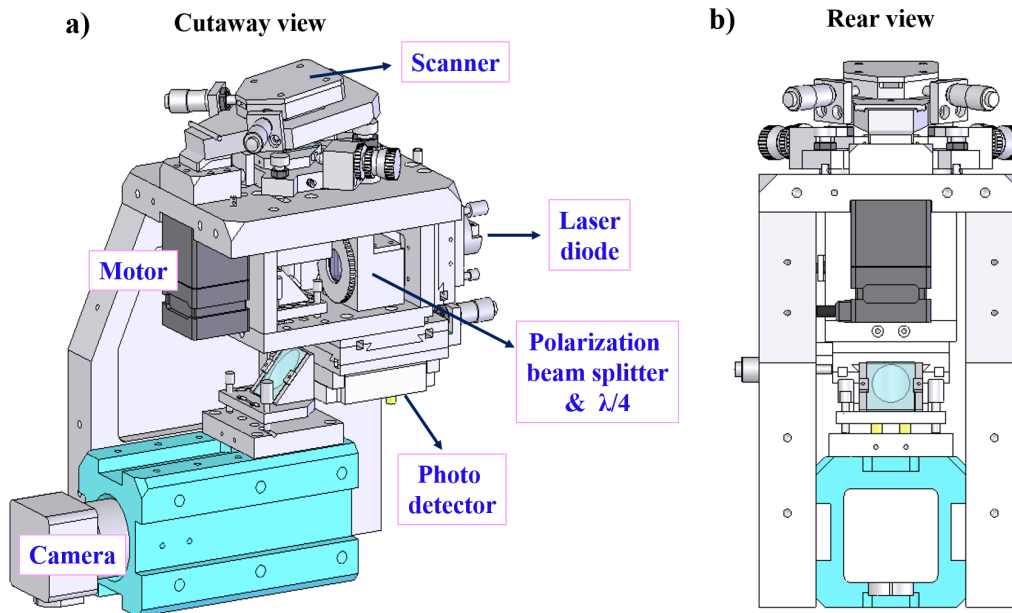 a)
Cutaway view
b)
Rear view
Scanner
Motor
Laser
diode
Polarization
beam splitter
& λ/4
Photo
detector
Camera